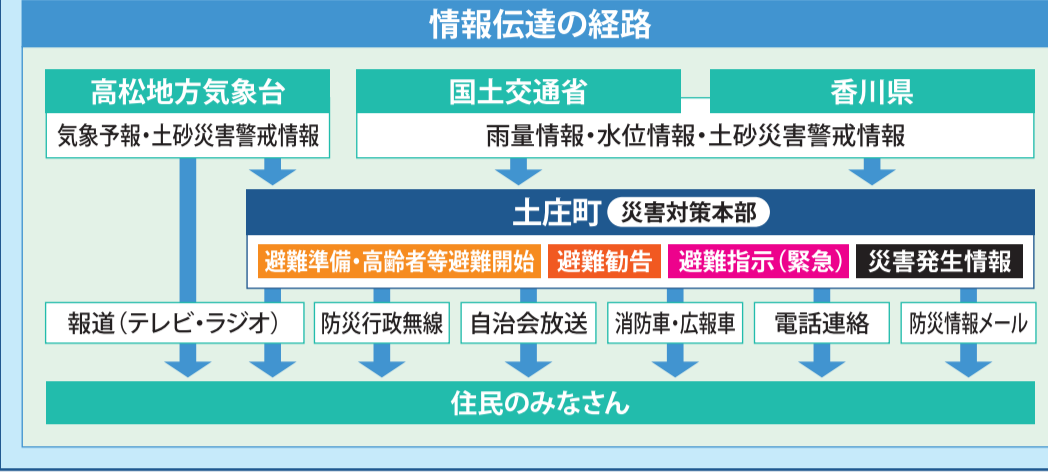 情報伝達の経路
高松地方気象台
国土交通省
香川県
気象予報・土砂災害警戒情報
雨量情報・水位情報・土砂災害警戒情報
土庄町 災害対策本部
避難準備・高齢者等避難開始 避難勧告 避難指示(緊急) 災害発生情報
報道(テレビ・ラジオ)
防災行政無線
自治会放送
消防車・広報車
電話連絡
防災情報メール
住民のみなさん